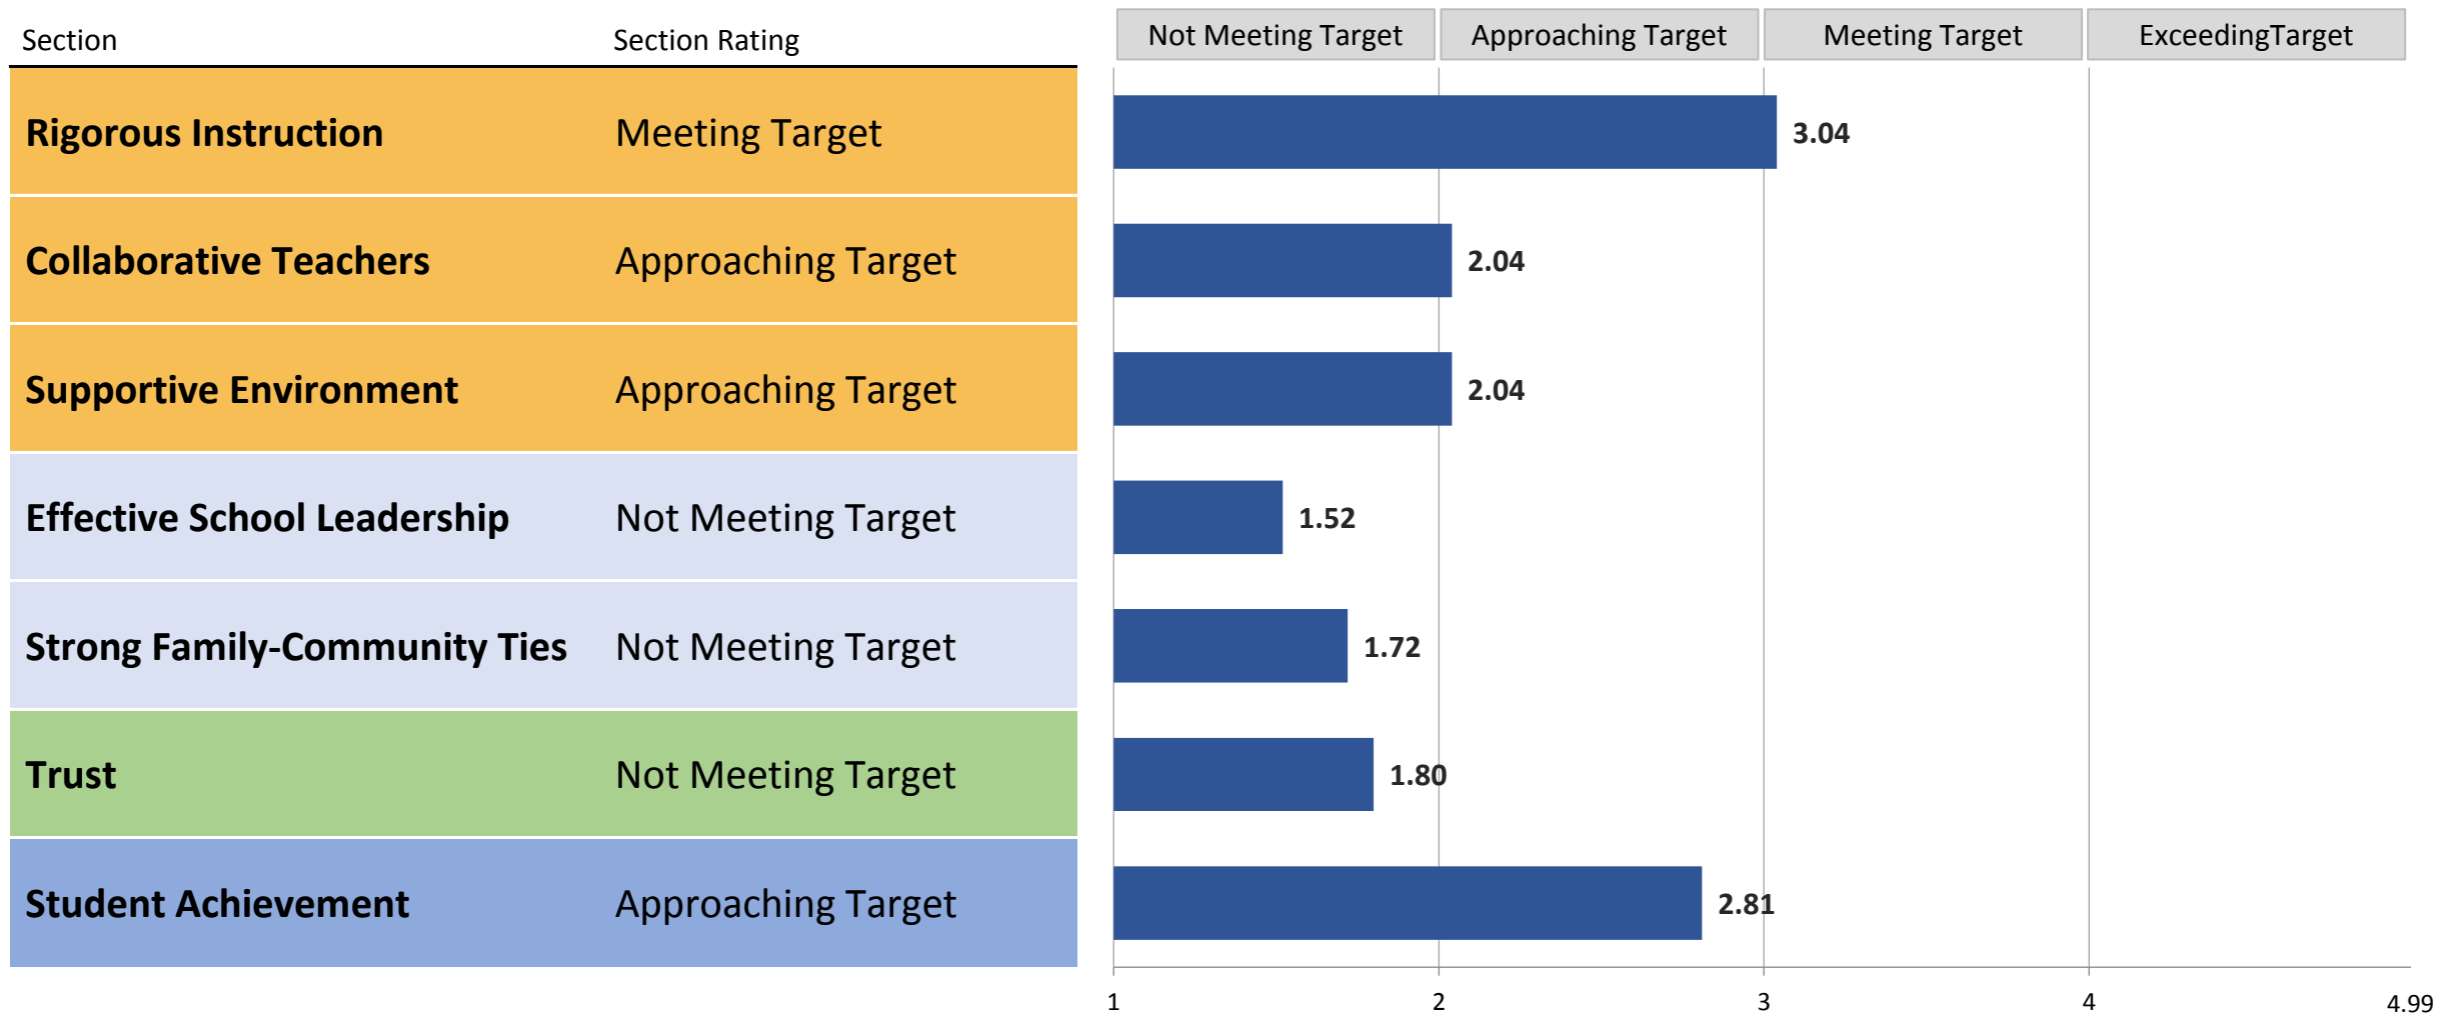 Section Section Rating Not Meeting Target Approaching Target Meeting Target ExceedingTarget
Rigorous Instruction Meeting Target 3.04
Collaborative Teachers Approaching Target 2.04
Supportive Environment Approaching Target 2.04
Effective School Leadership Not Meeting Target 1.52
Strong Family-Community Ties Not Meeting Target 1.72
Trust Not Meeting Target 1.80
Student Achievement Approaching Target 2.81
1 2 3 4 4.99